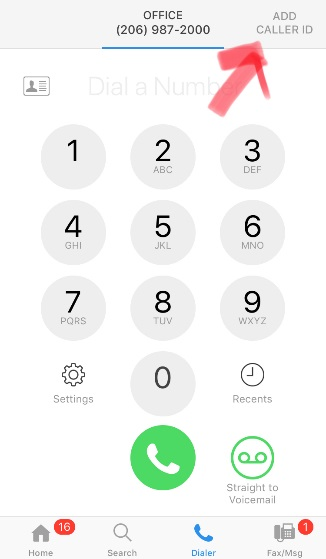 OFFICE
(206) 987-2000
ADD
CALLER ID
Dial a Number
1
2
ABC
3
DEF
4
GHI
5
JKL
6
MNO
7
PQRS
8
TUV
9
WXYZ
Settings
0
Recents
Straight to
Voicemail
16
1
Home
Search
Dialer
Fax/Msg